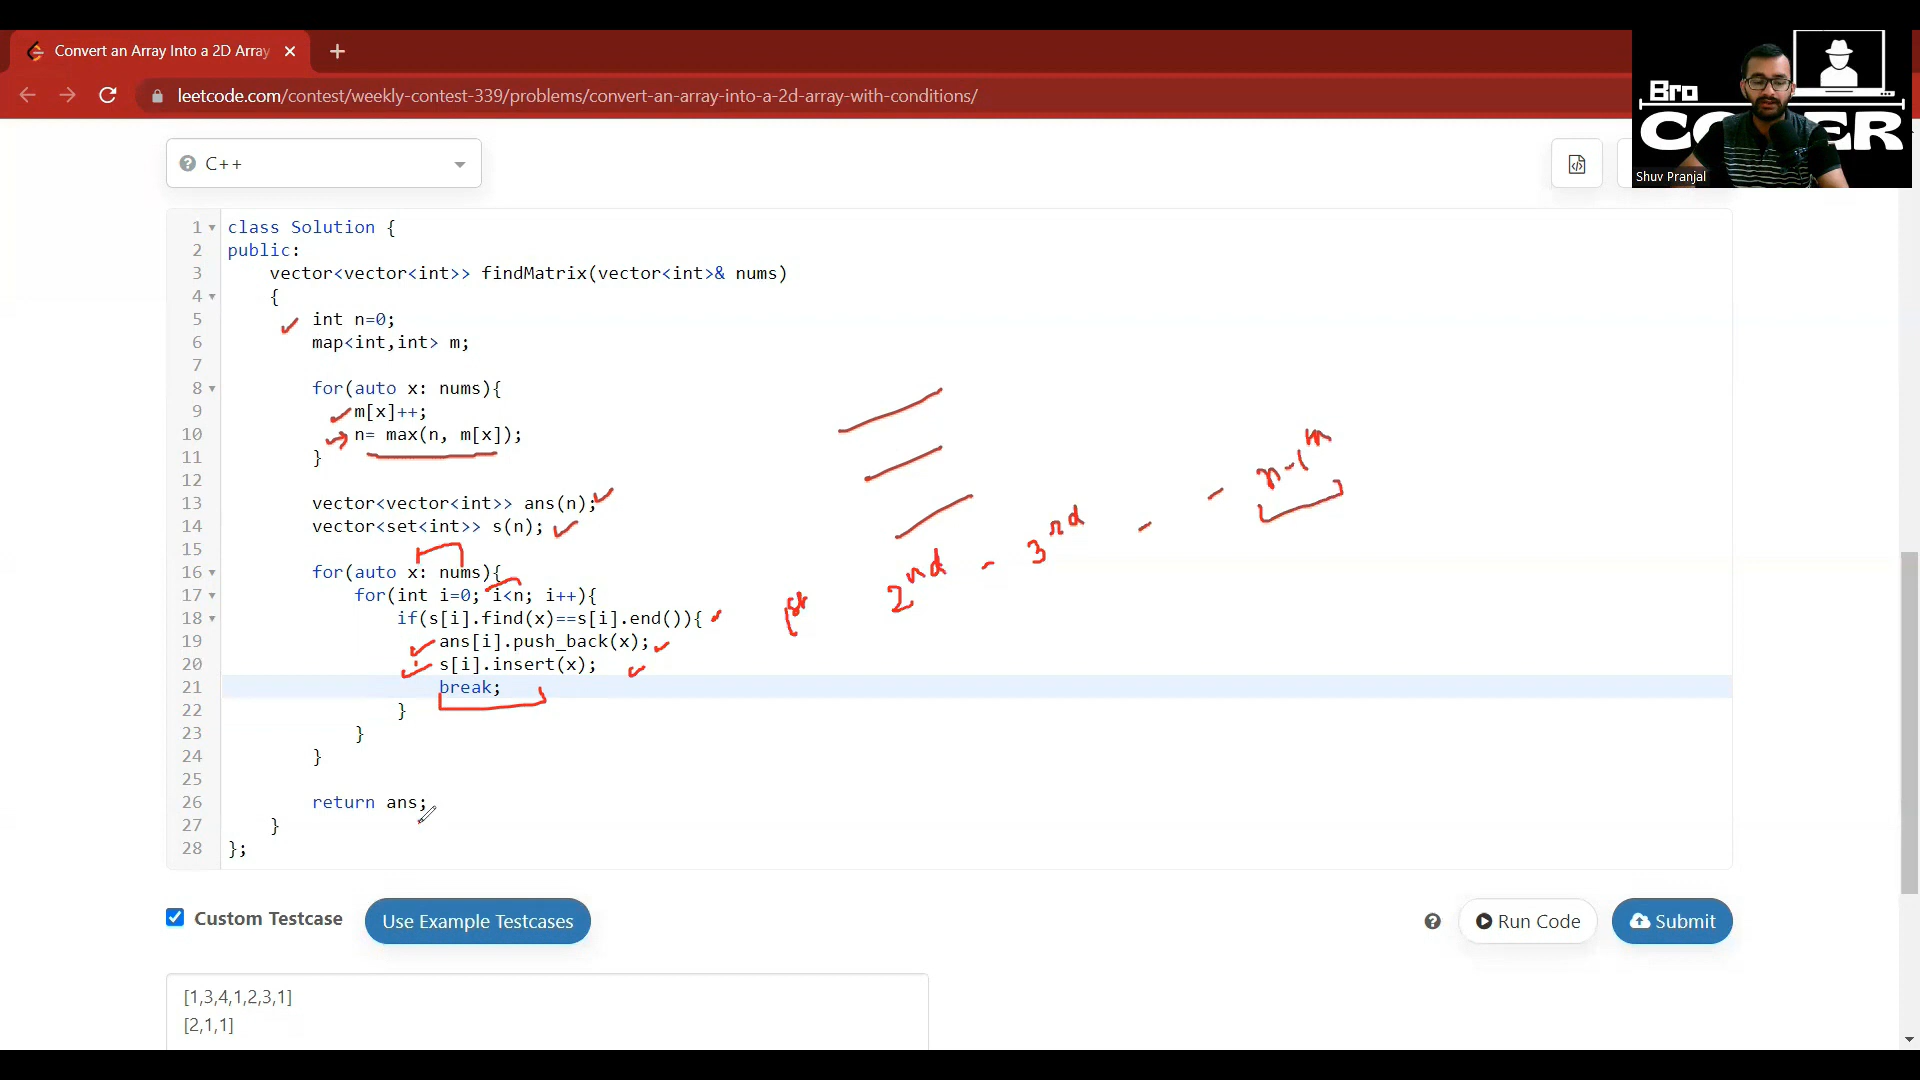 Convert an Array Into a 2D Array
leetcode.com/contest/weekly-contest-339/problems/convert-an-array-into-a-2d-array-with-conditions/
Bro
CODER
Shuv Pranjal
C++
1 class Solution {
2 public:
3 vector<vector<int>> findMatrix(vector<int>& nums)
4 {
5 int n=0;
6 map<int,int> m;
7
8 for(auto x: nums){
9 m[x]++;
10 n= max(n, m[x]);
11 }
12
13 vector<vector<int>> ans(n);
14 vector<set<int>> s(n);
15
16 for(auto x: nums){
17 for(int i=0; i<n; i++){
18 if(s[i].find(x)==s[i].end()){
19 ans[i].push_back(x);
20 s[i].insert(x);
21 break;
22 }
23 }
24 }
25
26 return ans;
27 }
28 };
1st 2nd - 3rd - - n-1th
Custom Testcase
Use Example Testcases
? Run Code
Submit
[1,3,4,1,2,3,1]
[2,1,1]